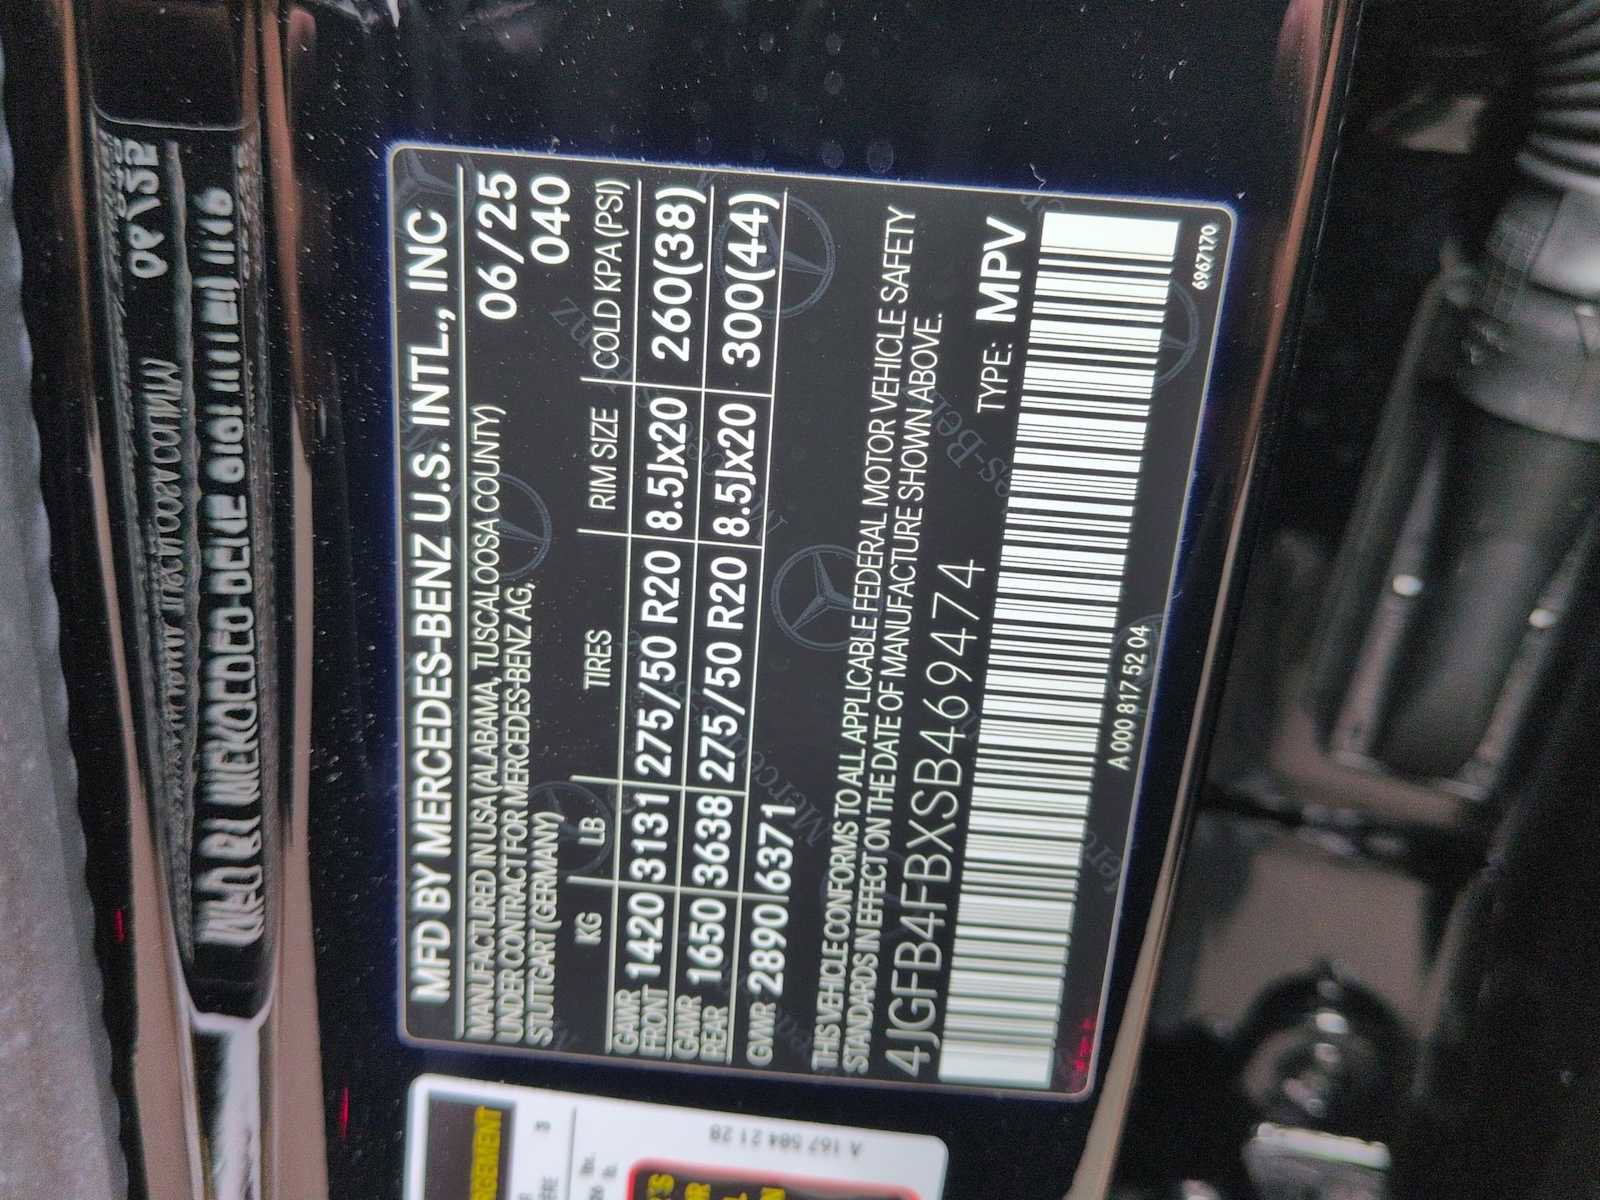 MFD BY MERCEDES-BENZ U.S. INTL., INC
MANUFACTURED IN USA (ALABAMA, TUSCALOOSA COUNTY) 06/25
UNDER CONTRACT FOR MERCEDES-BENZ AG, 040
STUTTGART (GERMANY)
KG LB TIRES RIM SIZE COLD KPA (PSI)
GAWR FRONT 1420 3131 275/50 R20 8.5Jx20 260(38)
GAWR REAR 1650 3638 275/50 R20 8.5Jx20 300(44)
GVWR 2890 6371
THIS VEHICLE CONFORMS TO ALL APPLICABLE FEDERAL MOTOR VEHICLE SAFETY
STANDARDS IN EFFECT ON THE DATE OF MANUFACTURE SHOWN ABOVE.
4JGFB4FBXSB469474 TYPE: MPV
A 000 817 52 04 6967170
A 167 584 21 28